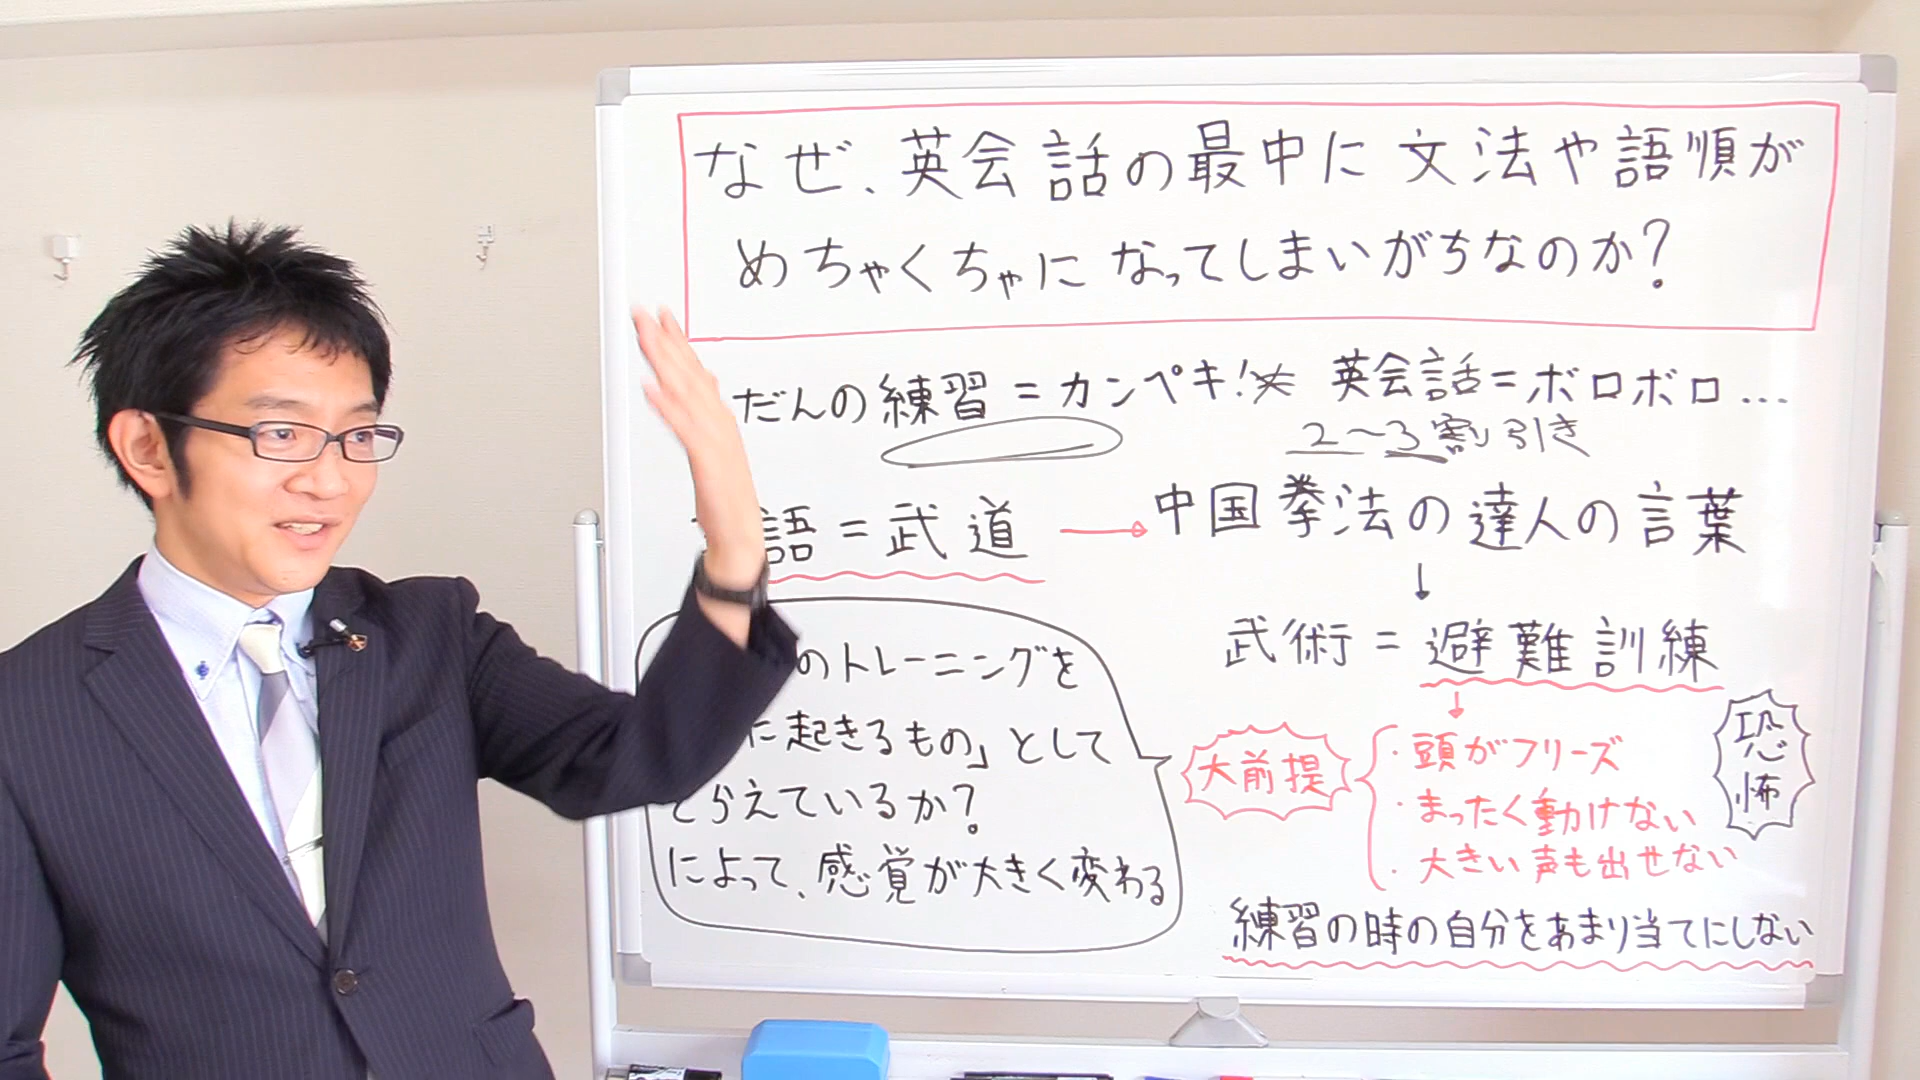 なぜ、英会話の最中に文法や語順が
めちゃくちゃになってしまいがちなのか?
だんの練習=カンペキ! 英会話=ボロボロ...
2~3割引き
語=武道→中国拳法の達人の言葉
↓
武術=避難訓練
↓
のトレーニングを
に起きるもの」として
とらえているか?
によって、感覚が大きく変わる
大前提
・頭がフリーズ
・まったく動けない
・大きい声も出せない
恐怖
練習の時の自分をあまり当てにしない